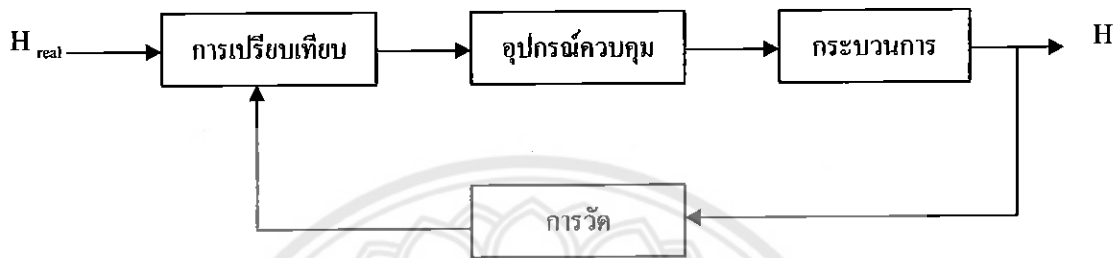 H real
การเปรียบเทียบ
อุปกรณ์ควบคุม
กระบวนการ
H
การวัด